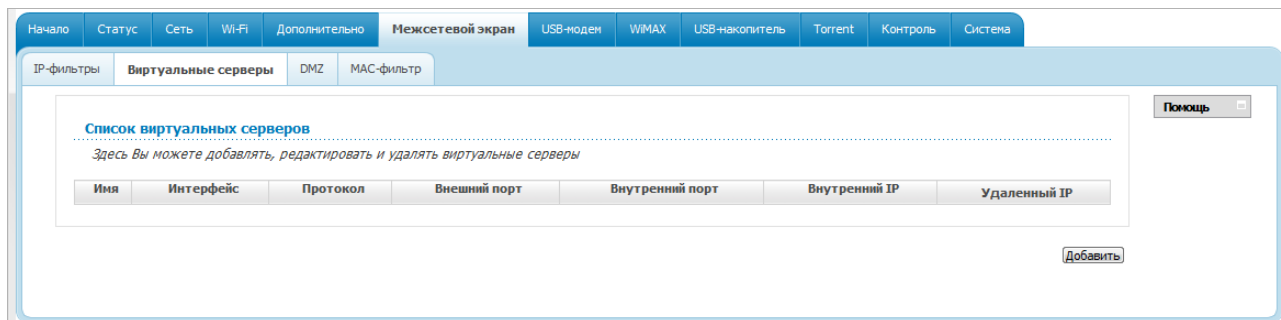 Начало Статус Сеть Wi-Fi Дополнительно Межсетевой экран USB-модем WiMAX USB-накопитель Torrent Контроль Система
IP-фильтры Виртуальные серверы DMZ MAC-фильтр
Помощь
Список виртуальных серверов
Здесь Вы можете добавлять, редактировать и удалять виртуальные серверы
Имя Интерфейс Протокол Внешний порт Внутренний порт Внутренний IP Удаленный IP
Добавить